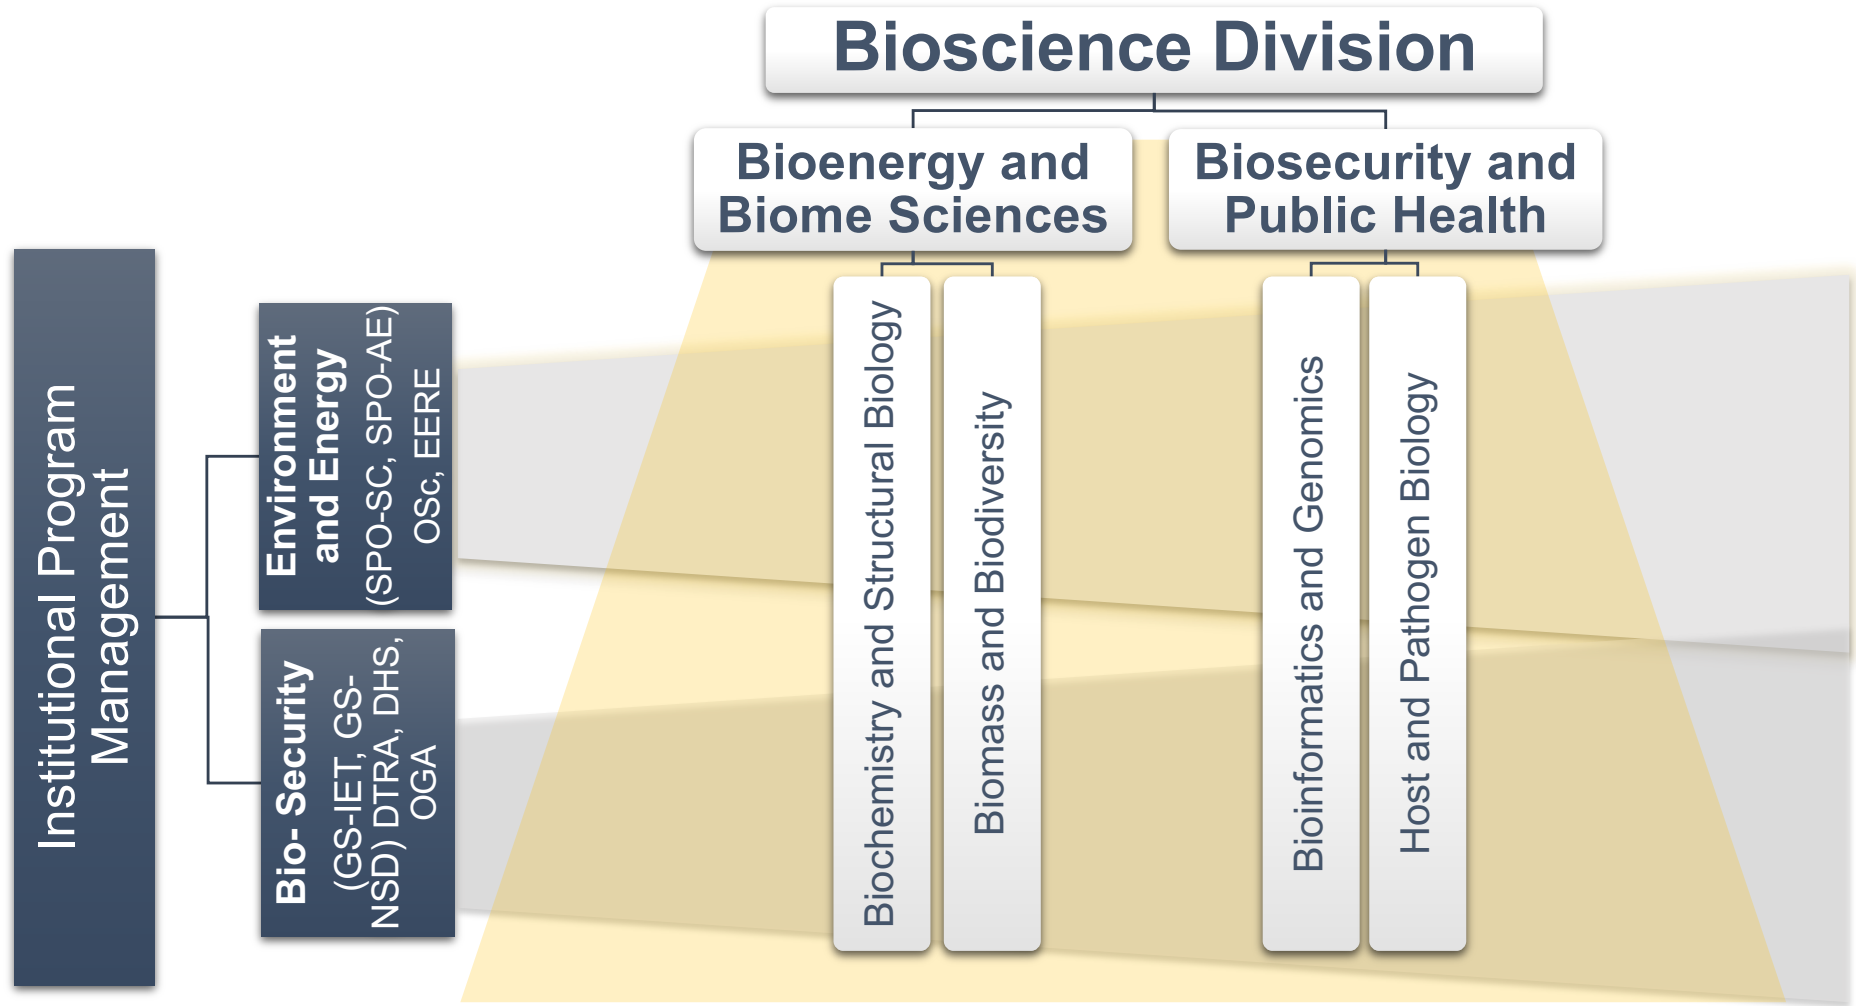 Bioscience Division
Bioenergy and
Biome Sciences
Biosecurity and
Public Health
Institutional Program
Management
Environment
and Energy
(SPO-SC, SPO-AE)
OSc, EERE
Bio- Security
(GS-IET, GS-
NSD) DTRA, DHS,
OGA
Biochemistry and Structural Biology
Biomass and Biodiversity
Bioinformatics and Genomics
Host and Pathogen Biology